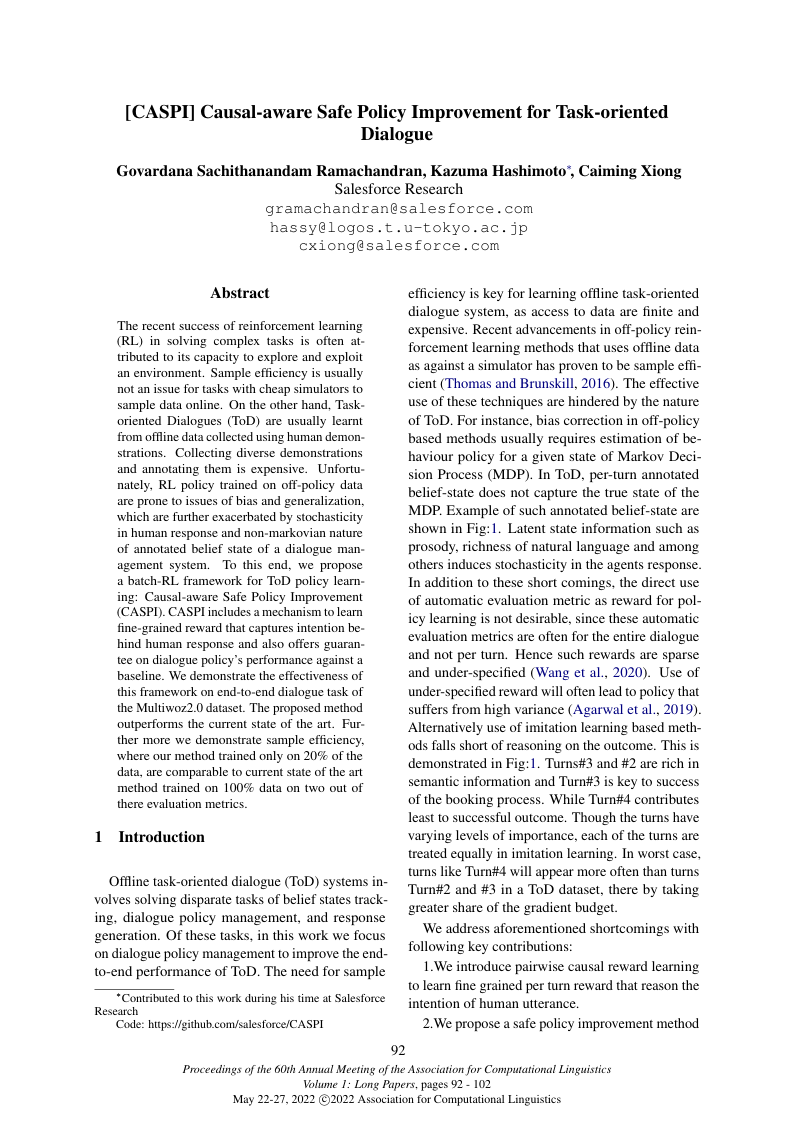 [CASPI] Causal-aware Safe Policy Improvement for Task-oriented
Dialogue
Govardana Sachithanandam Ramachandran, Kazuma Hashimoto*, Caiming Xiong
Salesforce Research
gramachandran@salesforce.com
hassy@logos.t.u-tokyo.ac.jp
cxiong@salesforce.com
Abstract
The recent success of reinforcement learning
(RL) in solving complex tasks is often at-
tributed to its capacity to explore and exploit
an environment. Sample efficiency is usually
not an issue for tasks with cheap simulators to
sample data online. On the other hand, Task-
oriented Dialogues (ToD) are usually learnt
from offline data collected using human demon-
strations. Collecting diverse demonstrations
and annotating them is expensive. Unfortu-
nately, RL policy trained on off-policy data
are prone to issues of bias and generalization,
which are further exacerbated by stochasticity
in human response and non-markovian nature
of annotated belief state of a dialogue man-
agement system. To this end, we propose
a batch-RL framework for ToD policy learn-
ing: Causal-aware Safe Policy Improvement
(CASPI). CASPI includes a mechanism to learn
fine-grained reward that captures intention be-
hind human response and also offers guaran-
tee on dialogue policy's performance against a
baseline. We demonstrate the effectiveness of
this framework on end-to-end dialogue task of
the Multiwoz2.0 dataset. The proposed method
outperforms the current state of the art. Fur-
ther more we demonstrate sample efficiency,
where our method trained only on 20% of the
data, are comparable to current state of the art
method trained on 100% data on two out of
there evaluation metrics.
1 Introduction
Offline task-oriented dialogue (ToD) systems in-
volves solving disparate tasks of belief states track-
ing, dialogue policy management, and response
generation. Of these tasks, in this work we focus
on dialogue policy management to improve the end-
to-end performance of ToD. The need for sample
*Contributed to this work during his time at Salesforce
Research
Code: https://github.com/salesforce/CASPI
efficiency is key for learning offline task-oriented
dialogue system, as access to data are finite and
expensive. Recent advancements in off-policy rein-
forcement learning methods that uses offline data
as against a simulator has proven to be sample effi-
cient (Thomas and Brunskill, 2016). The effective
use of these techniques are hindered by the nature
of ToD. For instance, bias correction in off-policy
based methods usually requires estimation of be-
haviour policy for a given state of Markov Deci-
sion Process (MDP). In ToD, per-turn annotated
belief-state does not capture the true state of the
MDP. Example of such annotated belief-state are
shown in Fig:1. Latent state information such as
prosody, richness of natural language and among
others induces stochasticity in the agents response.
In addition to these short comings, the direct use
of automatic evaluation metric as reward for pol-
icy learning is not desirable, since these automatic
evaluation metrics are often for the entire dialogue
and not per turn. Hence such rewards are sparse
and under-specified (Wang et al., 2020). Use of
under-specified reward will often lead to policy that
suffers from high variance (Agarwal et al., 2019).
Alternatively use of imitation learning based meth-
ods falls short of reasoning on the outcome. This is
demonstrated in Fig:1. Turns#3 and #2 are rich in
semantic information and Turn#3 is key to success
of the booking process. While Turn#4 contributes
least to successful outcome. Though the turns have
varying levels of importance, each of the turns are
treated equally in imitation learning. In worst case,
turns like Turn#4 will appear more often than turns
Turn#2 and #3 in a ToD dataset, there by taking
greater share of the gradient budget.
We address aforementioned shortcomings with
following key contributions:
1.We introduce pairwise causal reward learning
to learn fine grained per turn reward that reason the
intention of human utterance.
2.We propose a safe policy improvement method
92
Proceedings of the 60th Annual Meeting of the Association for Computational Linguistics
Volume 1: Long Papers, pages 92 - 102
May 22-27, 2022 ©2022 Association for Computational Linguistics